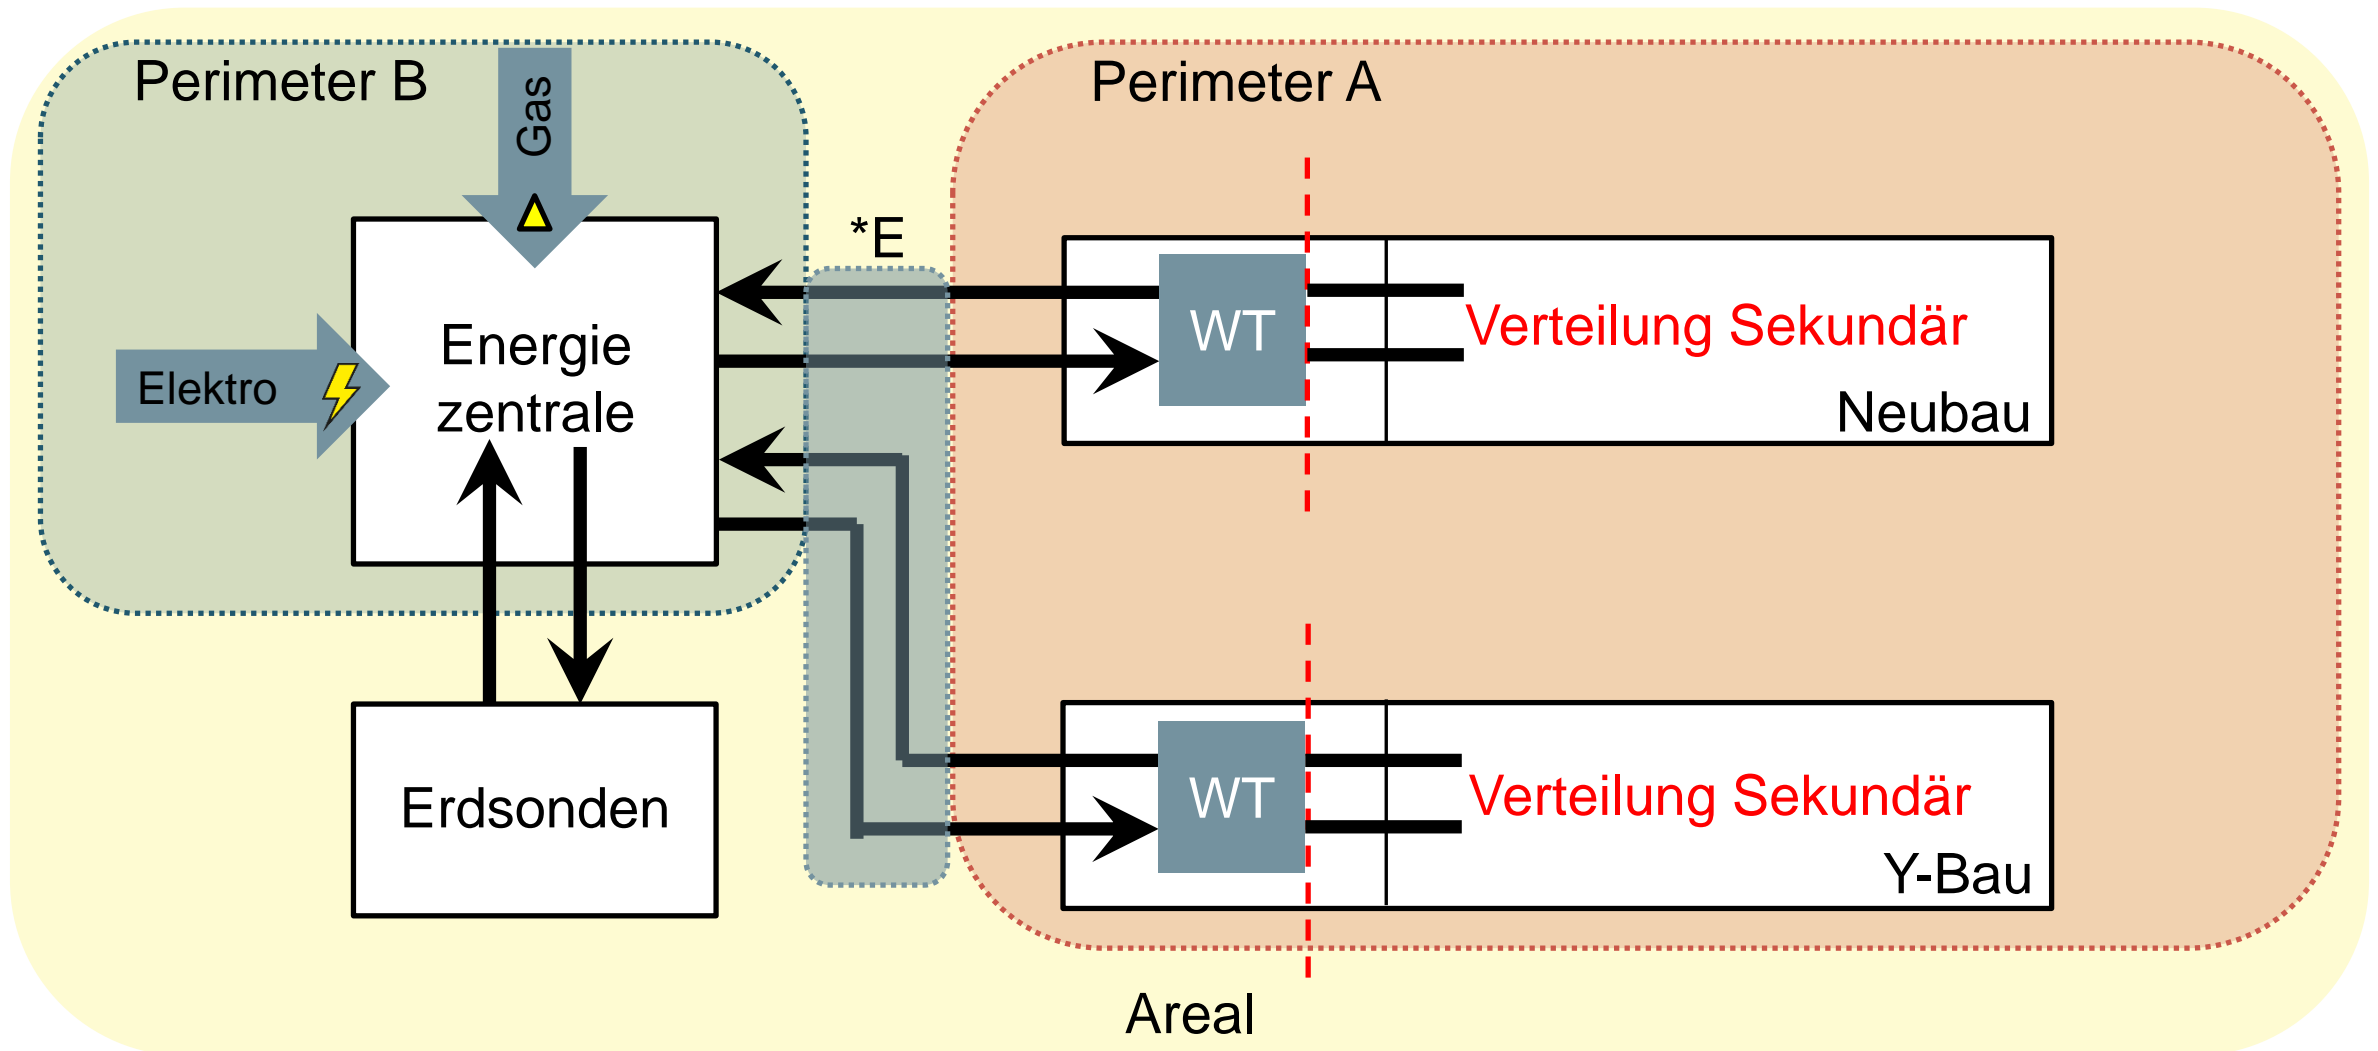 Perimeter B
Gas
Perimeter A
*E
Energie
zentrale
Elektro
WT
Verteilung Sekundär
Neubau
Erdsonden
WT
Verteilung Sekundär
Y-Bau
Areal